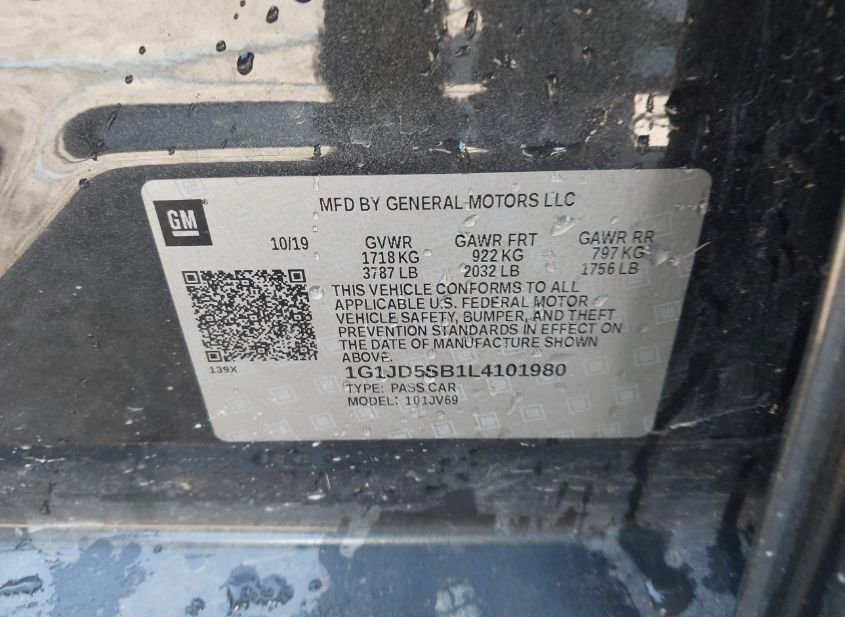 MFD BY GENERAL MOTORS LLC
GM
10/19 GVWR GAWR FRT GAWR RR
1718 KG 922 KG 797 KG
3787 LB 2032 LB 1756 LB
THIS VEHICLE CONFORMS TO ALL
APPLICABLE U.S. FEDERAL MOTOR
VEHICLE SAFETY, BUMPER, AND THEFT
PREVENTION STANDARDS IN EFFECT ON
THE DATE OF MANUFACTURE SHOWN
ABOVE.
139X
1G1JD5SB1L4101980
TYPE: PASS CAR
MODEL: 101JV69